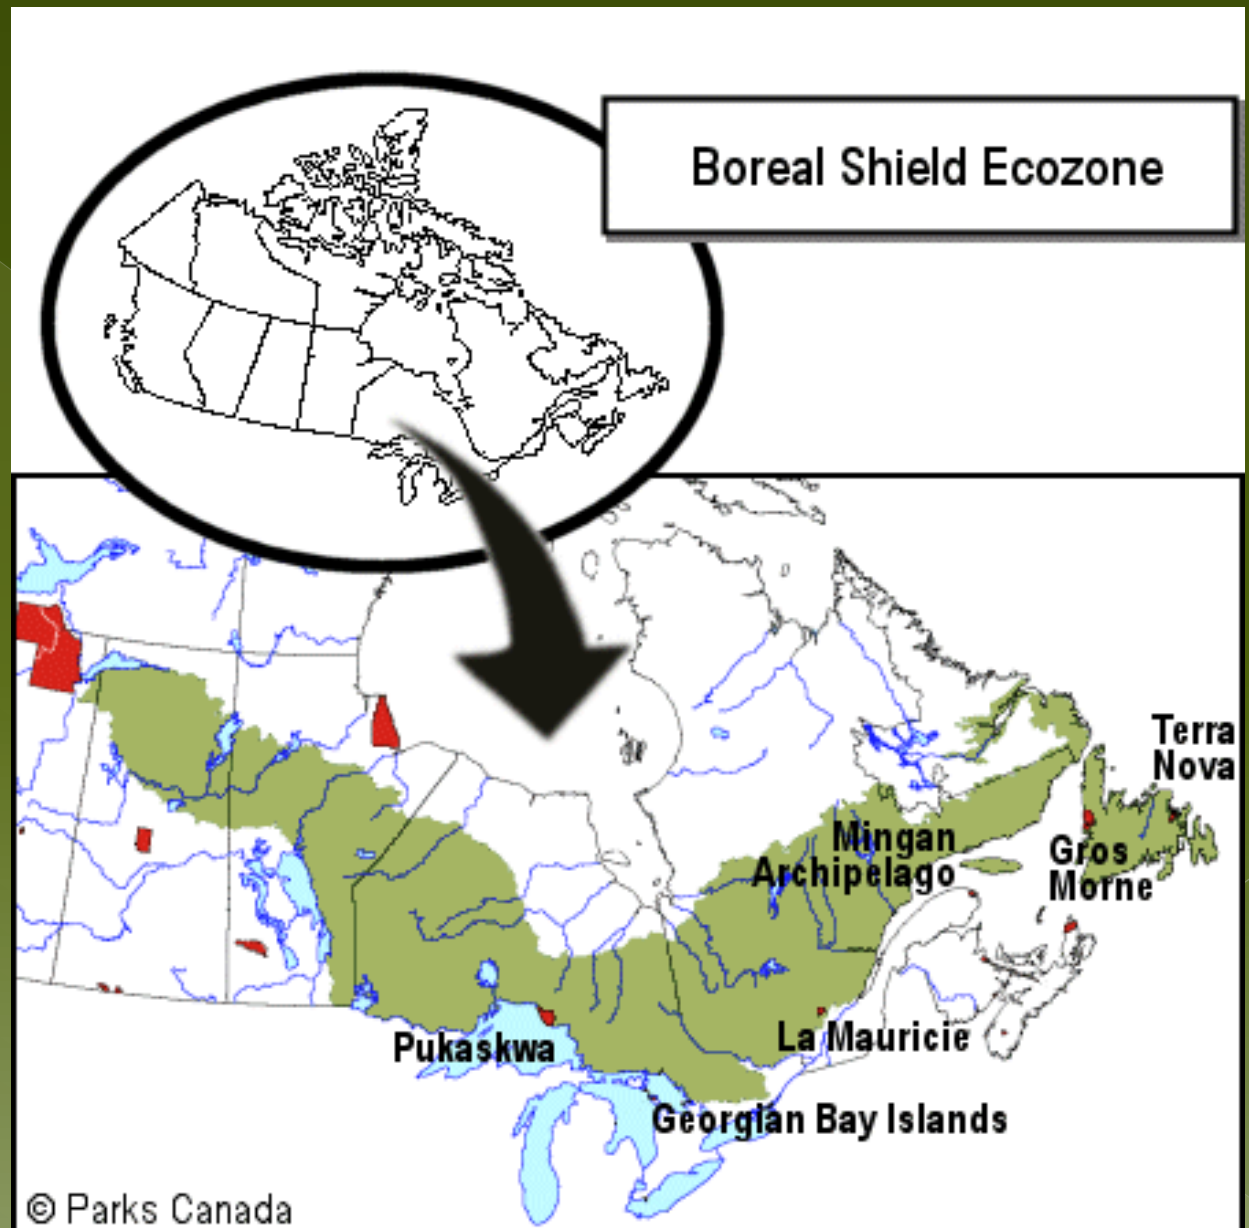 Boreal Shield Ecozone
Terra
Nova
Mingan
Archipelago
Gros
Morne
La Mauricie
Pukaskwa
Georgian Bay Islands
© Parks Canada